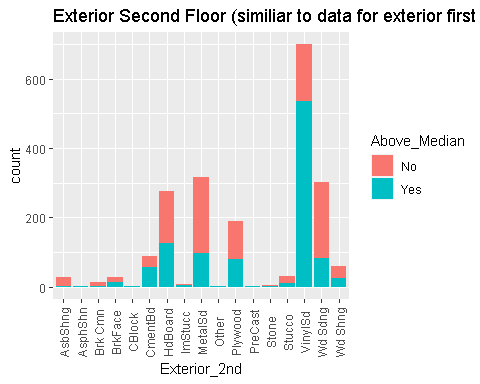 Exterior Second Floor (similiar to data for exterior first
count
600
400
200
0
AsbShng
AsphShn
Brk Cmn
BrkFace
CBlock
CmentBd
HdBoard
ImStucc
MetalSd
Other
Plywood
PreCast
Stone
Stucco
VinylSd
Wd Sdng
Wd Shng
Exterior_2nd
Above_Median
No
Yes